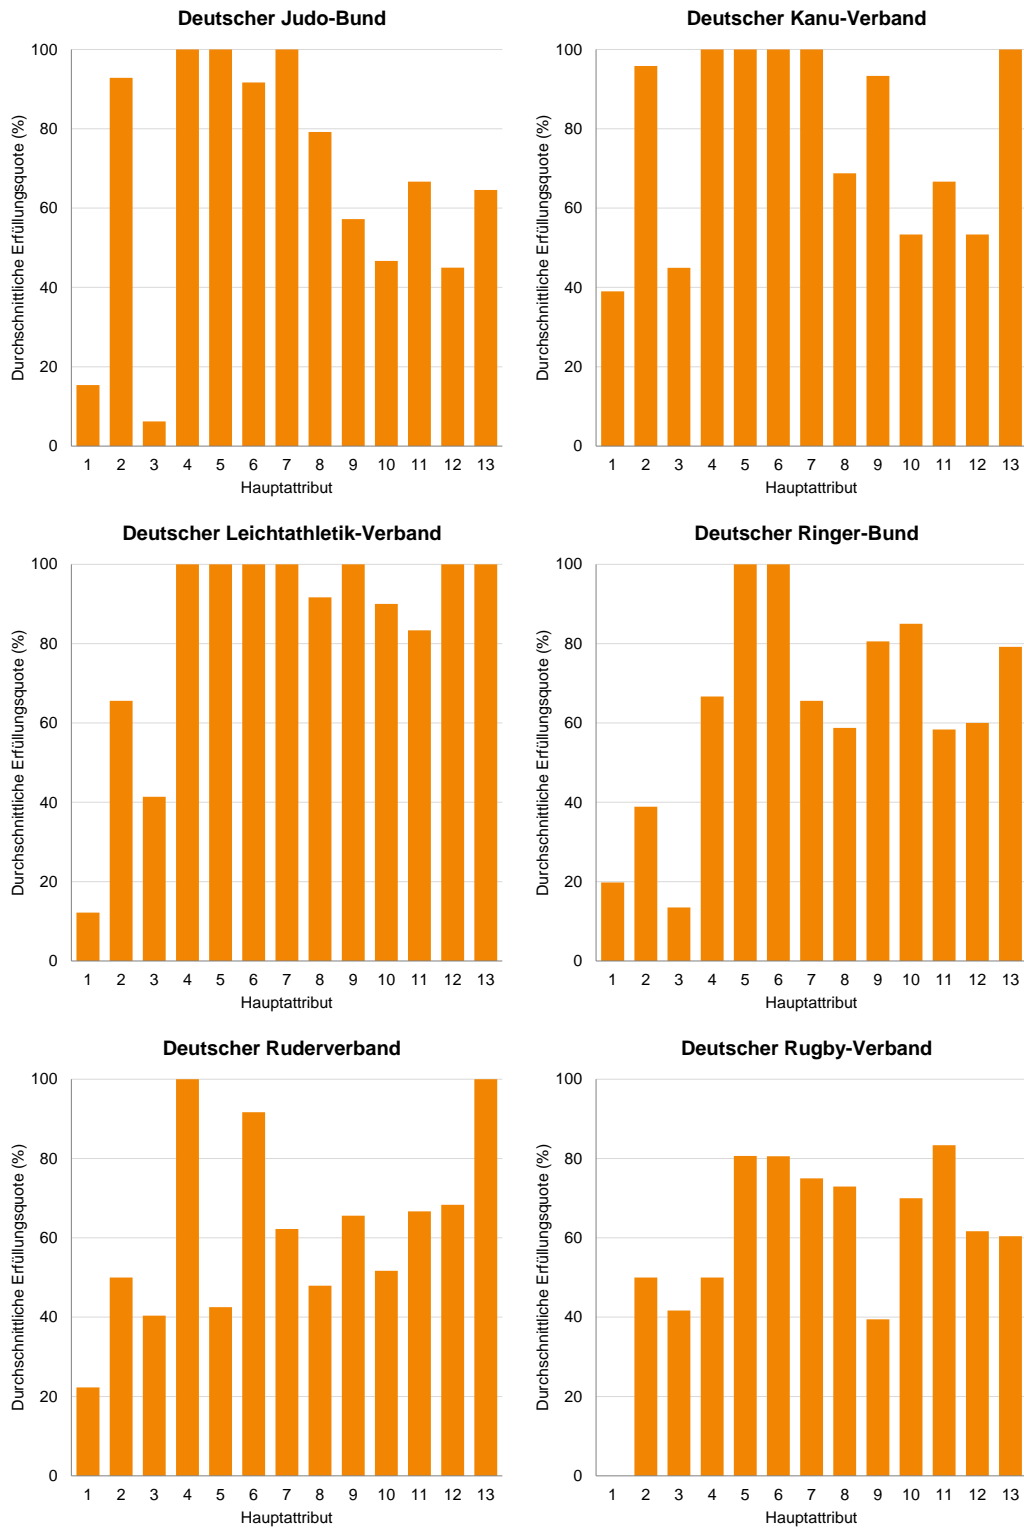 Deutscher Judo-Bund
Durchschnittliche Erfüllungsquote (%)
100
80
60
40
20
0
1 2 3 4 5 6 7 8 9 10 11 12 13
Hauptattribut
Deutscher Kanu-Verband
Durchschnittliche Erfüllungsquote (%)
100
80
60
40
20
0
1 2 3 4 5 6 7 8 9 10 11 12 13
Hauptattribut
Deutscher Leichtathletik-Verband
Durchschnittliche Erfüllungsquote (%)
100
80
60
40
20
0
1 2 3 4 5 6 7 8 9 10 11 12 13
Hauptattribut
Deutscher Ringer-Bund
Durchschnittliche Erfüllungsquote (%)
100
80
60
40
20
0
1 2 3 4 5 6 7 8 9 10 11 12 13
Hauptattribut
Deutscher Ruderverband
Durchschnittliche Erfüllungsquote (%)
100
80
60
40
20
0
1 2 3 4 5 6 7 8 9 10 11 12 13
Hauptattribut
Deutscher Rugby-Verband
Durchschnittliche Erfüllungsquote (%)
100
80
60
40
20
0
1 2 3 4 5 6 7 8 9 10 11 12 13
Hauptattribut